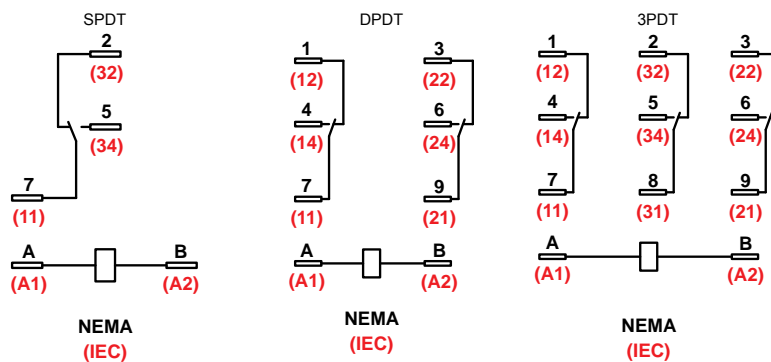 SPDT
2
(32)
5
(34)
7
(11)
A
(A1)
B
(A2)
NEMA
(IEC)
DPDT
1
(12)
3
(22)
4
(14)
6
(24)
7
(11)
9
(21)
A
(A1)
B
(A2)
NEMA
(IEC)
3PDT
1
(12)
2
(32)
3
(22)
4
(14)
5
(34)
6
(24)
7
(11)
8
(31)
9
(21)
A
(A1)
B
(A2)
NEMA
(IEC)